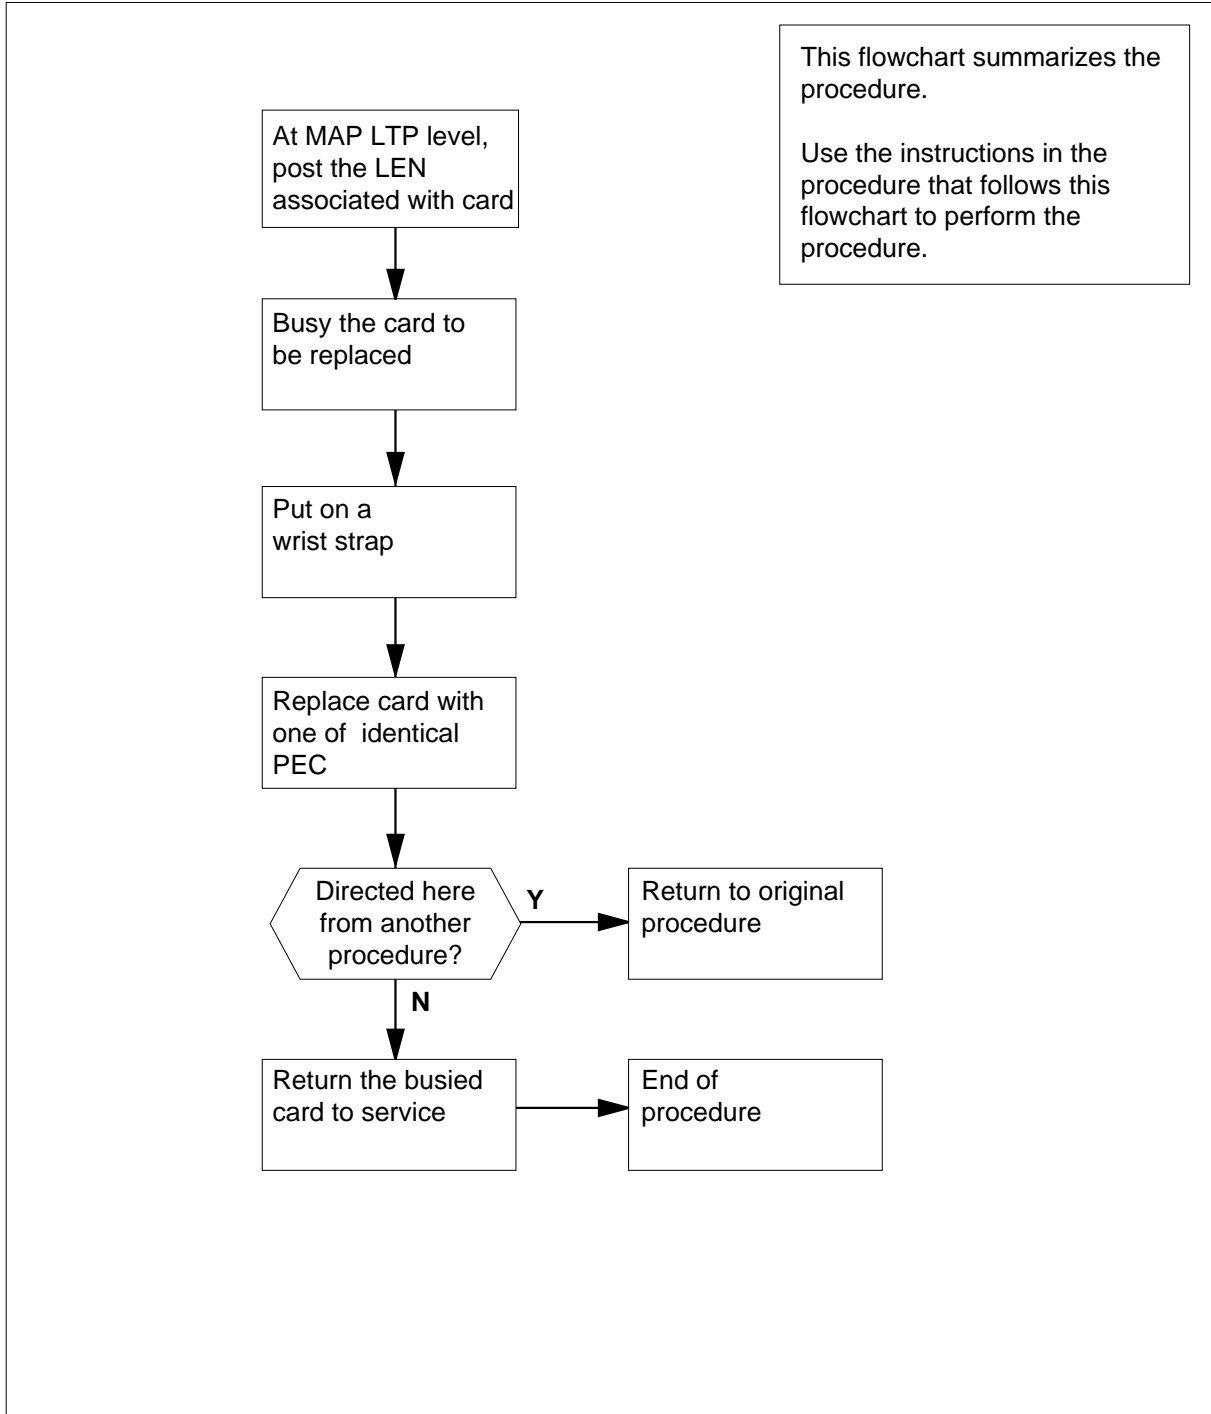 This flowchart summarizes the
procedure.
Use the instructions in the
procedure that follows this
flowchart to perform the
procedure.
At MAP LTP level,
post the LEN
associated with card
Busy the card to
be replaced
Put on a
wrist strap
Replace card with
one of identical
PEC
Directed here
from another
procedure?
Y
Return to original
procedure
N
Return the busied
card to service
End of
procedure